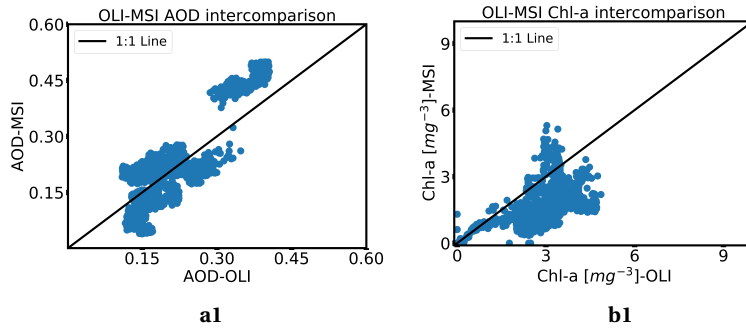 OLI-MSI AOD intercomparison
1:1 Line
0.60
0.45
0.30
0.15
AOD-MSI
0.15
0.30
0.45
0.60
AOD-OLI
a1
OLI-MSI Chl-a intercomparison
1:1 Line
9
6
3
0
Chl-a [mg⁻³]-MSI
0
3
6
9
Chl-a [mg⁻³]-OLI
b1